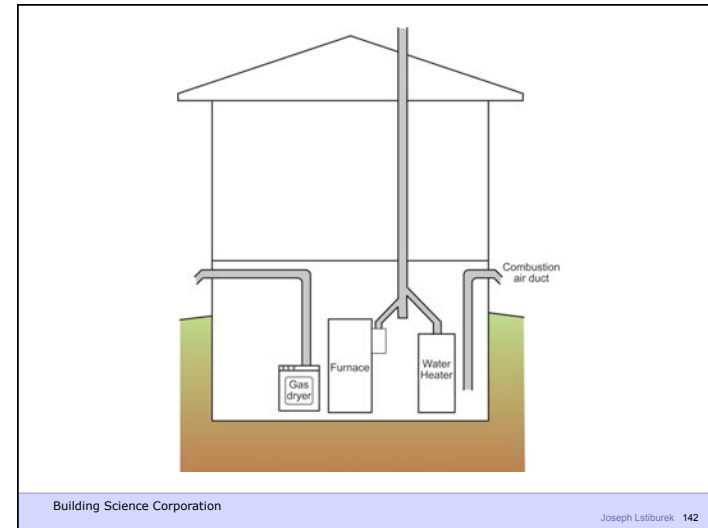 Combustion
air duct
Furnace
Water
Heater
Gas
dryer
Building Science Corporation
Joseph Lstiburek 142